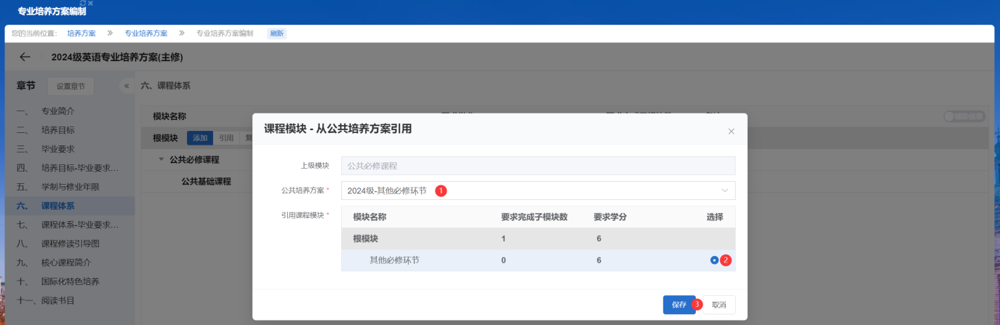 专业培养方案编制
您的当前位置: 培养方案 » 专业培养方案 » 专业培养方案编制 刷新
← 2024级英语专业培养方案(主修)
章节 设置章节 « 六、课程体系
一、 专业简介
二、 培养目标
三、 毕业要求
四、 培养目标-毕业要求...
五、 学制与修业年限
六、 课程体系
七、 课程体系-毕业要求...
八、 课程修读引导图
九、 核心课程简介
十、 国际化特色培养
十一、阅读书目
模块名称
根模块 添加 引用
公共必修课程
公共基础课程
课程模块 - 从公共培养方案引用 ×
上级模块 公共必修课程
公共培养方案 * 2024级-其他必修环节 1
引用课程模块 * 模块名称 要求完成子模块数 要求学分 选择
根模块 1 6
其他必修环节 0 6 2
保存 3 取消